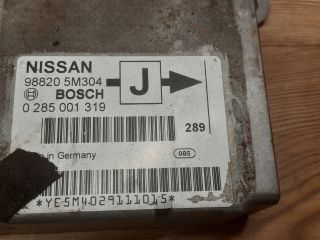 NISSAN
98820 5M304
J
BOSCH
0 285 001 319
289
in Germany
085
*YE5M4029111015*